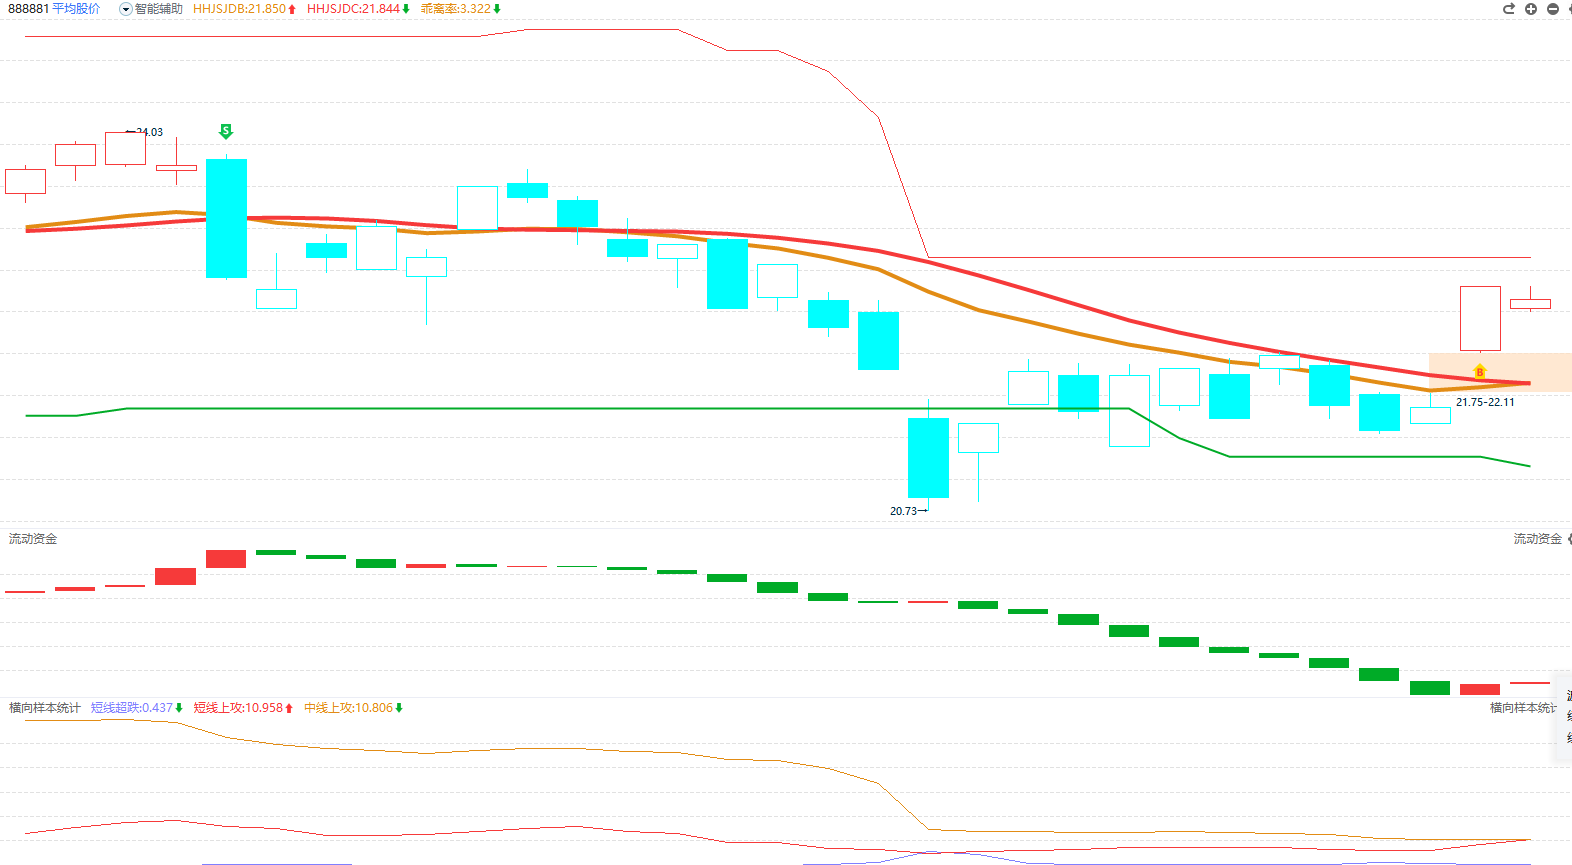 888881 平均股价 智能辅助 HHJSJDB:21.850 HHJSJDC:21.844 乖离率:3.322
24.03
S
B
21.75-22.11
20.73
流动资金 流动资金
横向样本统计 短线超跌:0.437 短线上攻:10.958 中线上攻:10.806 横向样本统计